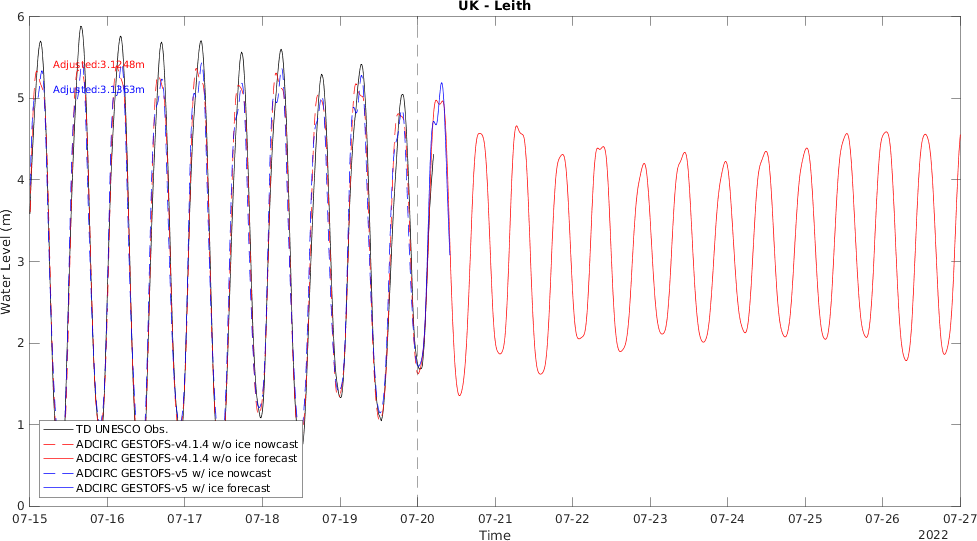 UK - Leith
6
5
4
3
2
1
0
Water Level (m)
Adjusted:3.1248m
Adjusted:3.1363m
TD UNESCO Obs.
ADCIRC GESTOFS-v4.1.4 w/o ice nowcast
ADCIRC GESTOFS-v4.1.4 w/o ice forecast
ADCIRC GESTOFS-v5 w/ ice nowcast
ADCIRC GESTOFS-v5 w/ ice forecast
07-15 07-16 07-17 07-18 07-19 07-20 07-21 07-22 07-23 07-24 07-25 07-26 07-27
Time
2022